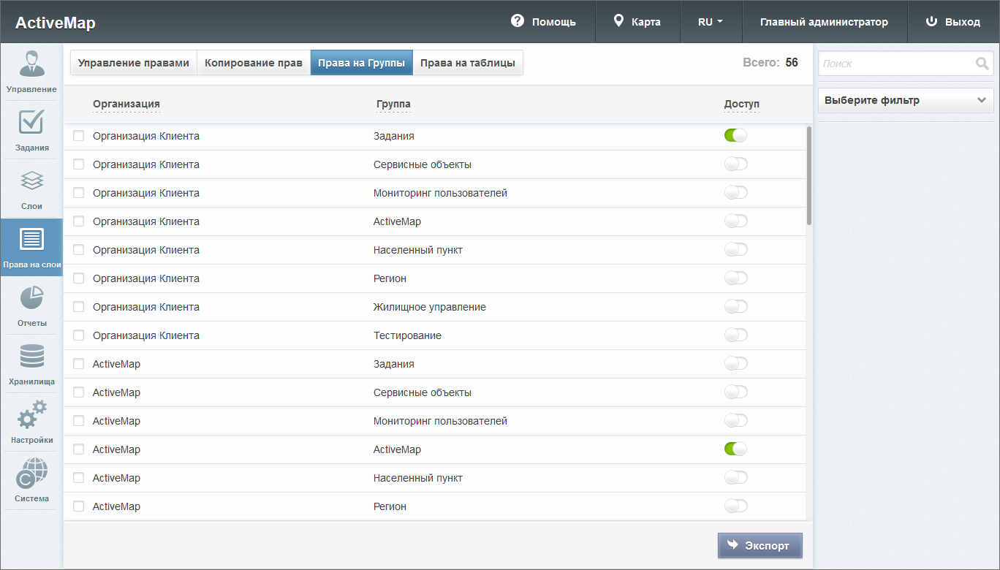 ActiveMap
Помощь
Карта
RU
Главный администратор
Выход
Управление
Задания
Слои
Права на слои
Отчеты
Хранилища
Настройки
Система
Управление правами
Копирование прав
Права на Группы
Права на таблицы
Всего: 56
Организация Группа Доступ
Организация Клиента Задания
Организация Клиента Сервисные объекты
Организация Клиента Мониторинг пользователей
Организация Клиента ActiveMap
Организация Клиента Населенный пункт
Организация Клиента Регион
Организация Клиента Жилищное управление
Организация Клиента Тестирование
ActiveMap Задания
ActiveMap Сервисные объекты
ActiveMap Мониторинг пользователей
ActiveMap ActiveMap
ActiveMap Населенный пункт
ActiveMap Регион
Экспорт
Поиск
Выберите фильтр